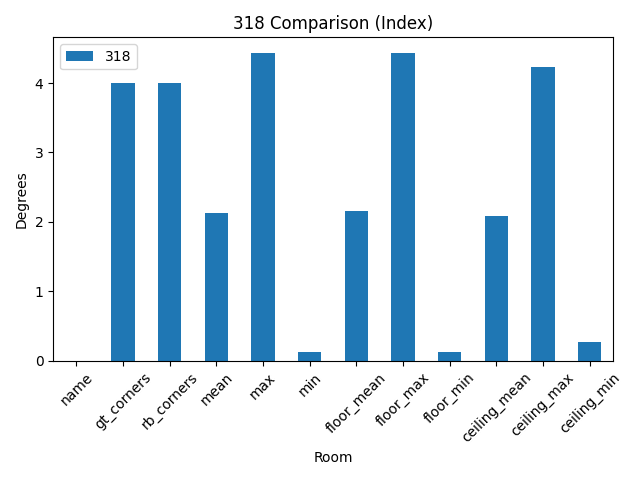 318 Comparison (Index)
318
Degrees
4
3
2
1
0
name
gt_corners
rb_corners
mean
max
min
floor_mean
floor_max
floor_min
ceiling_mean
ceiling_max
ceiling_min
Room